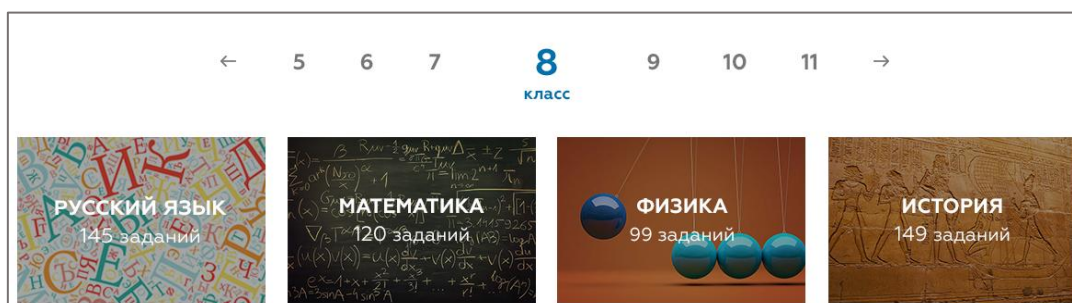 ← 5 6 7 8 9 10 11 →
класс
РУССКИЙ ЯЗЫК
145 заданий
МАТЕМАТИКА
120 заданий
ФИЗИКА
99 заданий
ИСТОРИЯ
149 заданий